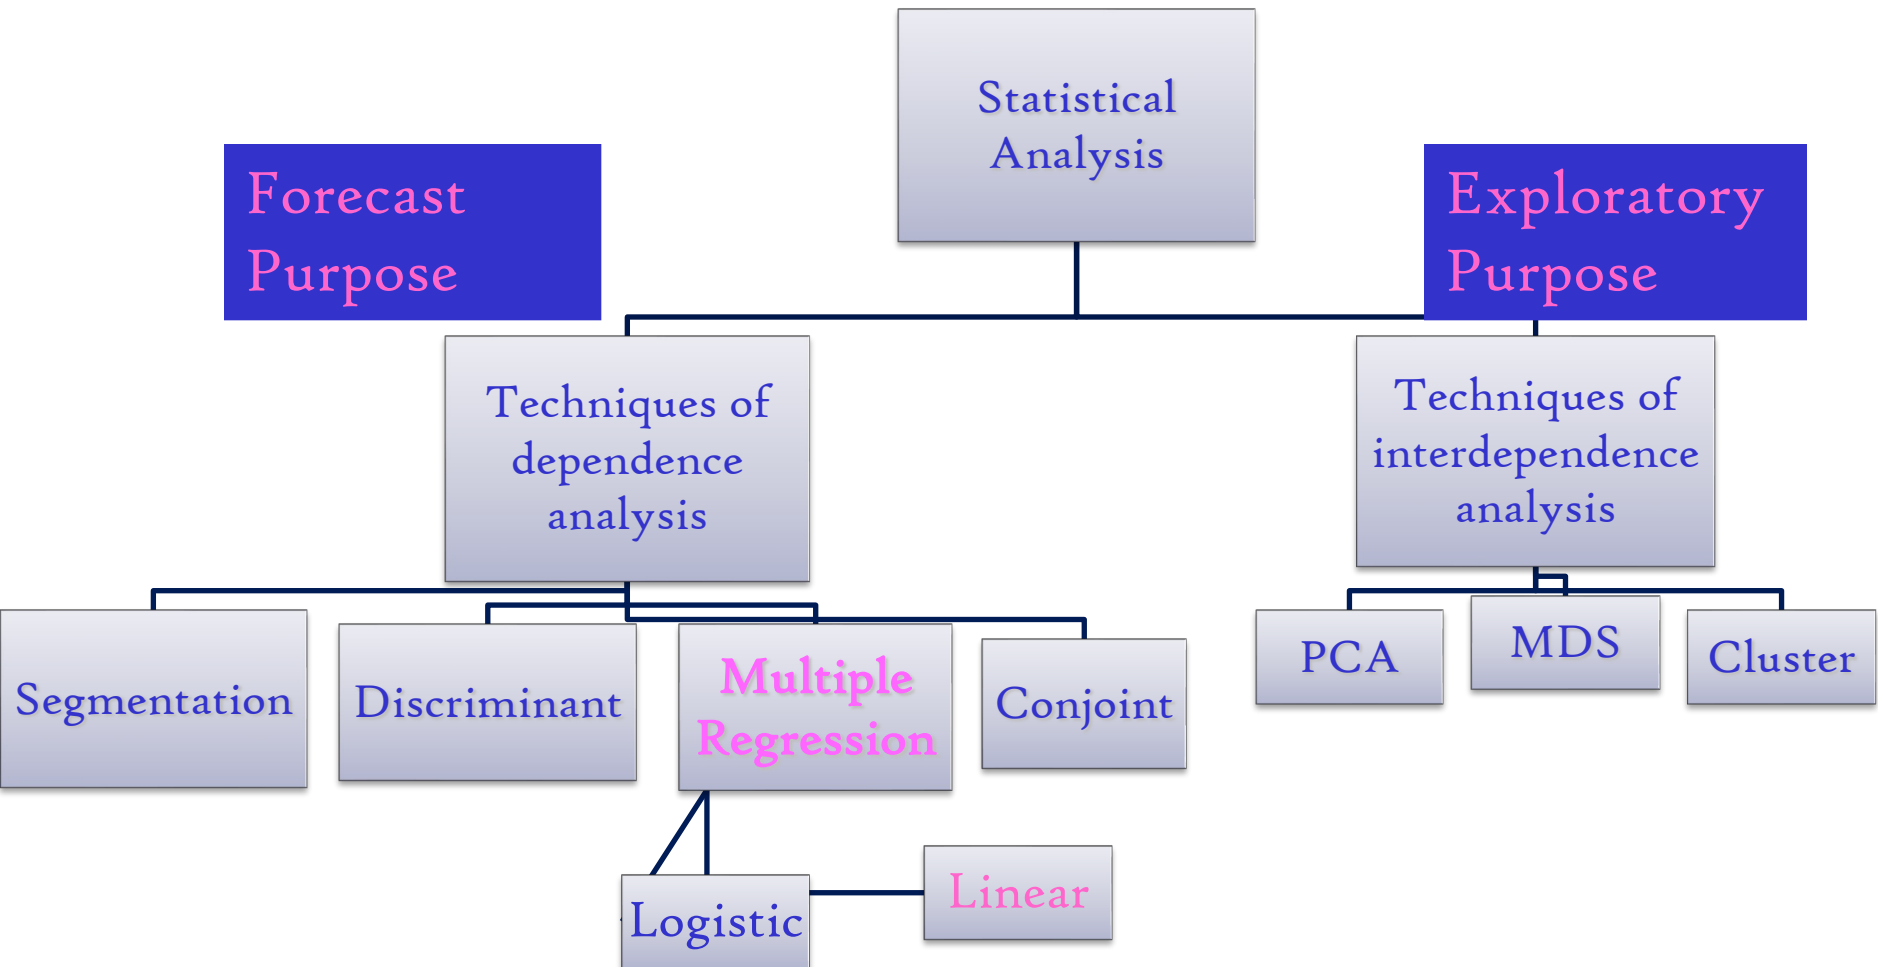 Statistical
Analysis
Forecast
Purpose
Exploratory
Purpose
Techniques of
dependence
analysis
Techniques of
interdependence
analysis
Segmentation
Discriminant
Multiple
Regression
Conjoint
PCA
MDS
Cluster
Logistic
Linear